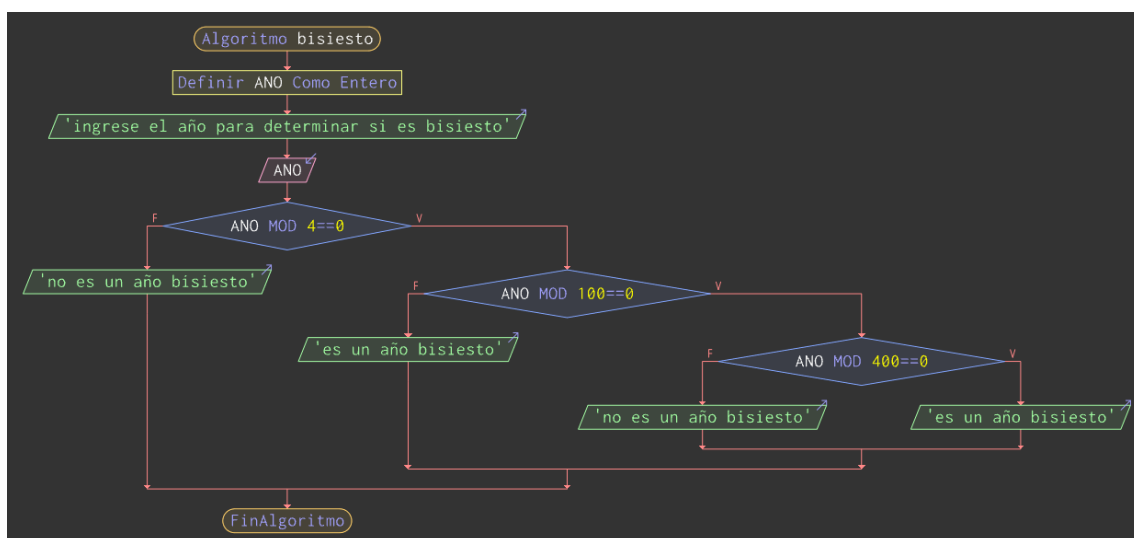 Algoritmo bisiesto
Definir ANO Como Entero
'ingrese el año para determinar si es bisiesto'
ANO
F
ANO MOD 4==0
V
'no es un año bisiesto'
F
ANO MOD 100==0
V
'es un año bisiesto'
F
ANO MOD 400==0
V
'no es un año bisiesto'
'es un año bisiesto'
FinAlgoritmo